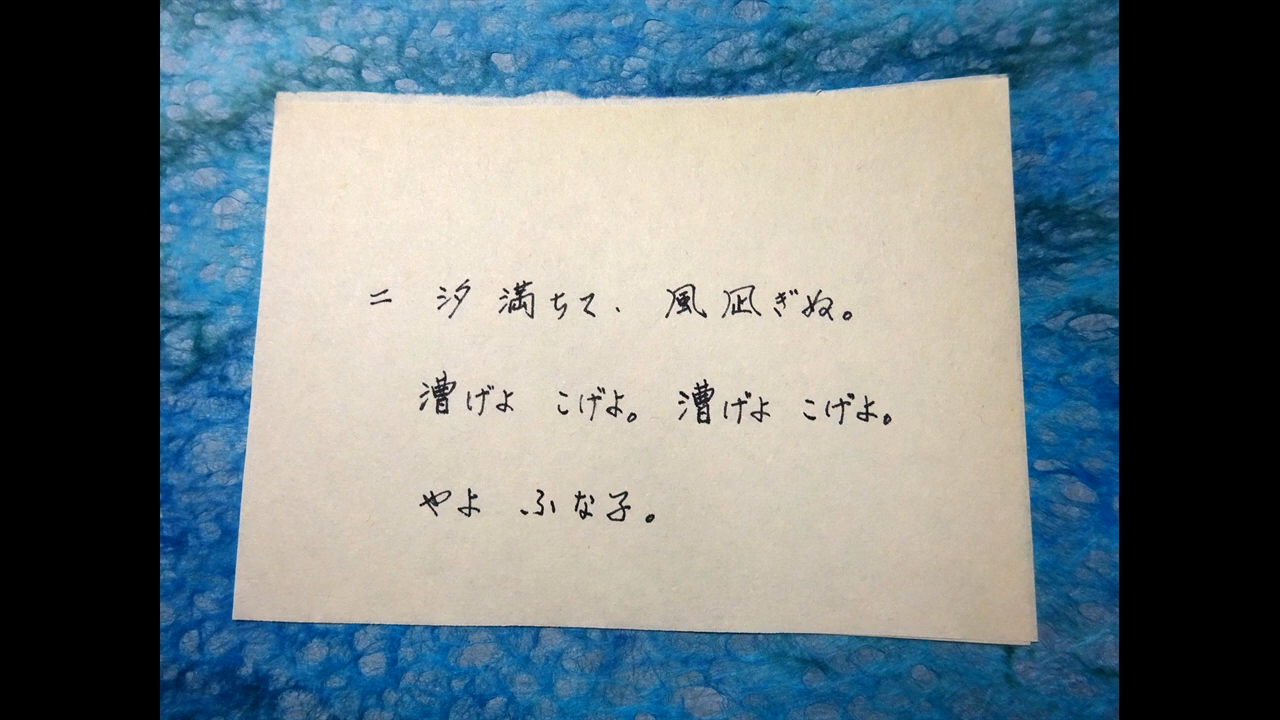 二 汐満ちて、風凪ぎぬ。
漕げよ こげよ。 漕げよ こげよ。
やよ ふな子。